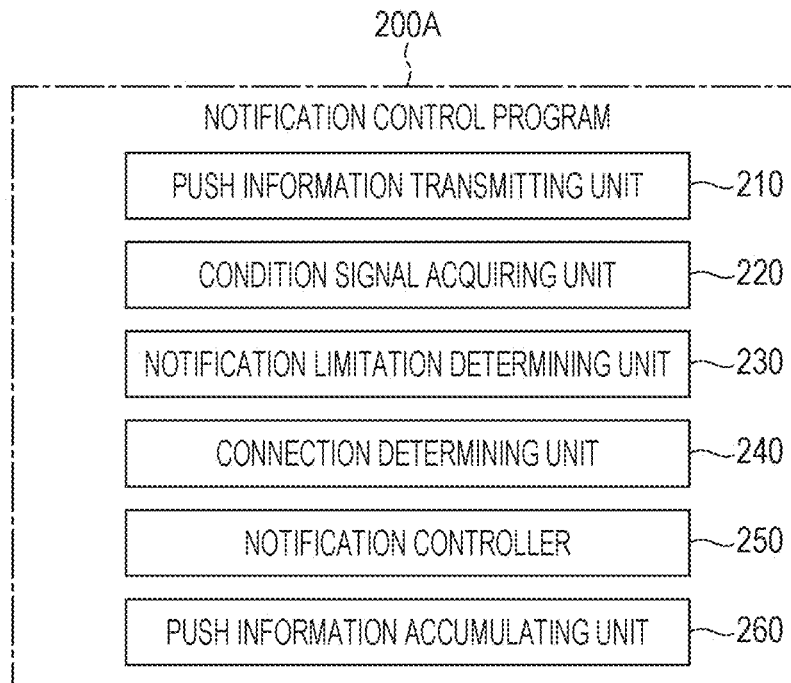 200A
NOTIFICATION CONTROL PROGRAM
PUSH INFORMATION TRANSMITTING UNIT 210
CONDITION SIGNAL ACQUIRING UNIT 220
NOTIFICATION LIMITATION DETERMINING UNIT 230
CONNECTION DETERMINING UNIT 240
NOTIFICATION CONTROLLER 250
PUSH INFORMATION ACCUMULATING UNIT 260